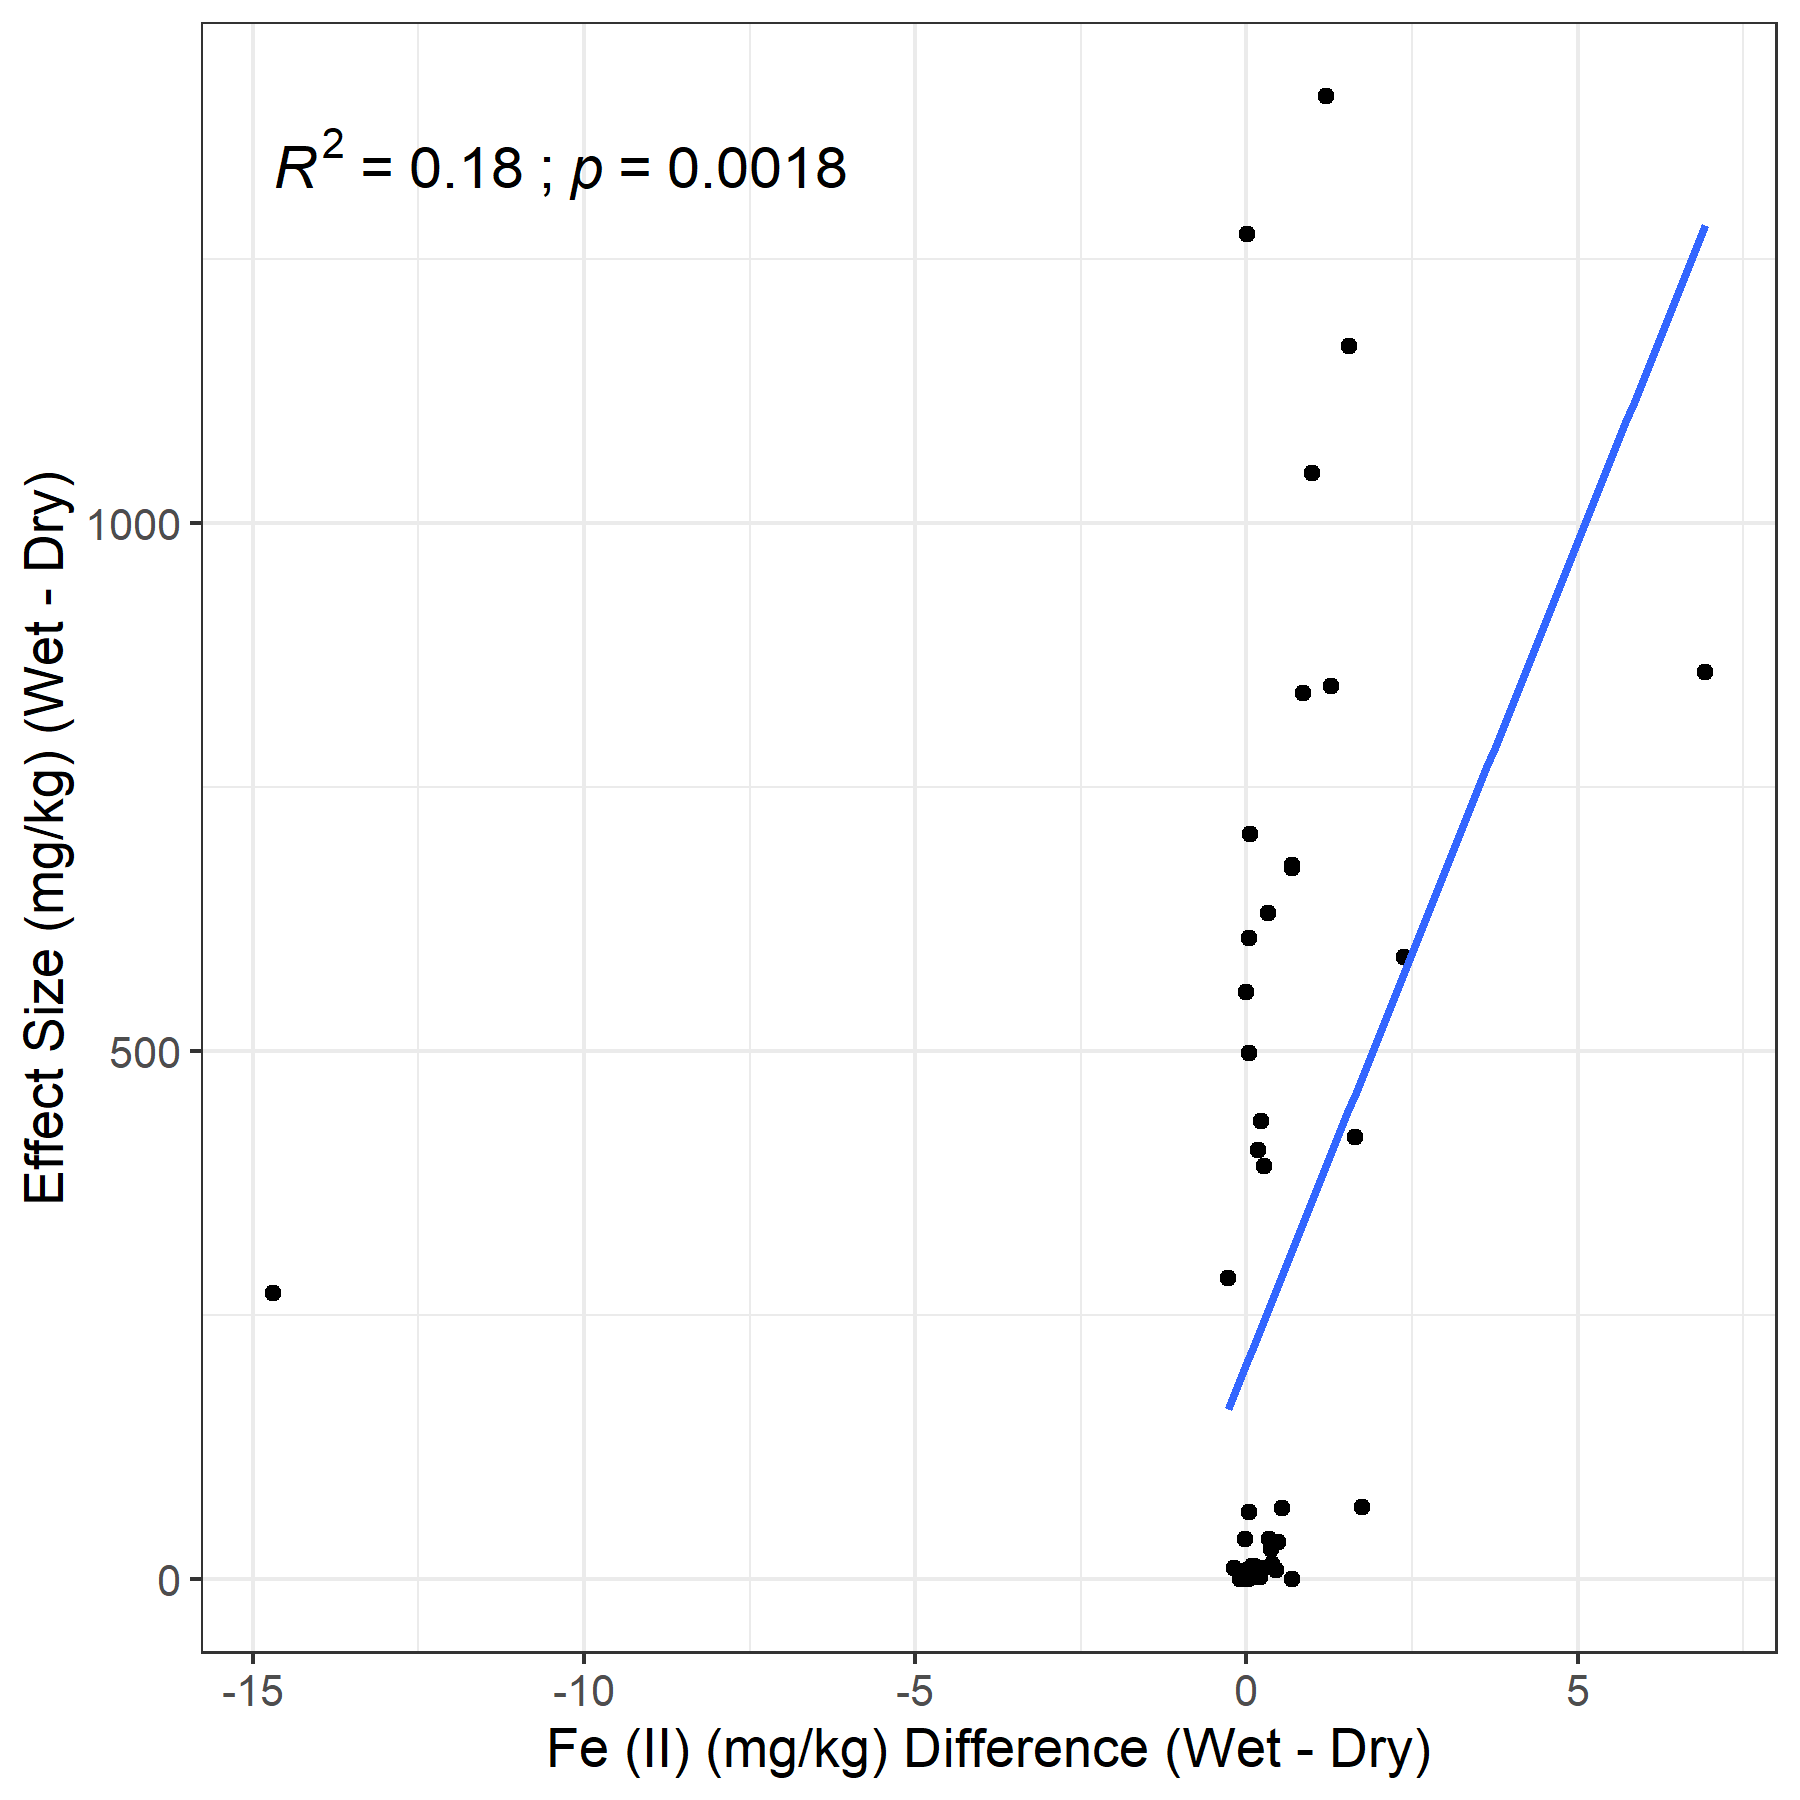 R² = 0.18 ; p = 0.0018
Effect Size (mg/kg) (Wet - Dry)
1000
500
0
-15 -10 -5 0 5
Fe (II) (mg/kg) Difference (Wet - Dry)